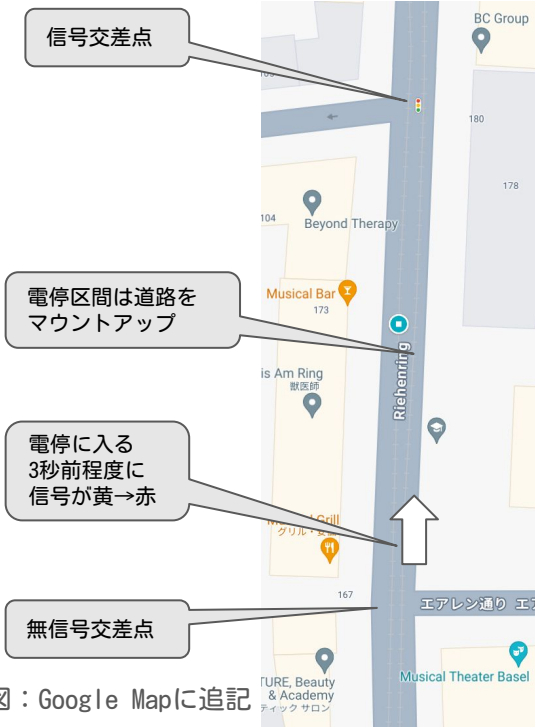 信号交差点
BC Group
180
178
104
Beyond Therapy
Musical Bar
173
電停区間は道路を
マウントアップ
Riehenring
is Am Ring
獣医師
電停に入る
3秒前程度に
信号が黄→赤
Grill
グリル・
167
エアレン通り エ
無信号交差点
Musical Theater Basel
TURE, Beauty
& Academy
ティック サロン
図：Google Mapに追記